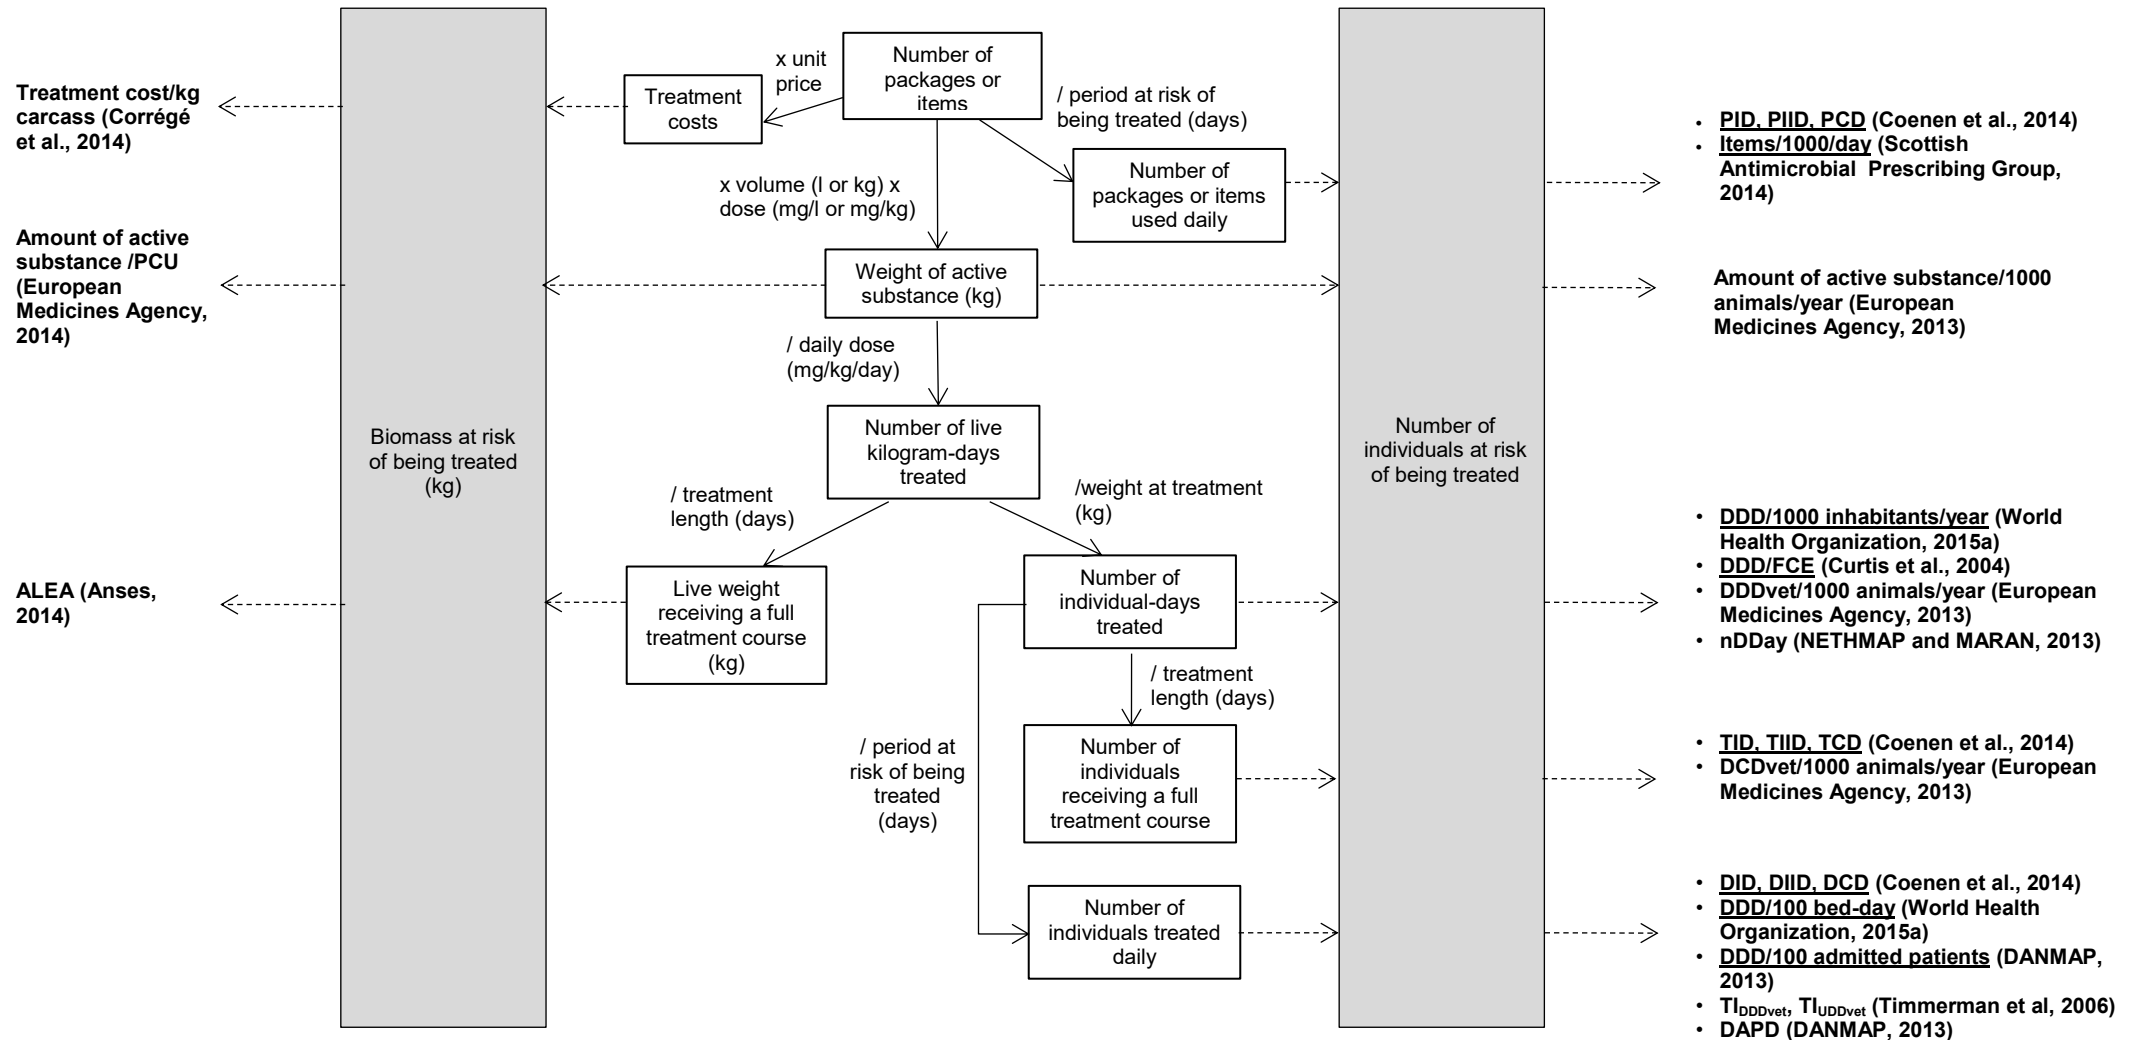 Treatment cost/kg
carcass (Corrégé
et al., 2014)
Amount of active
substance /PCU
(European
Medicines Agency,
2014)
ALEA (Anses,
2014)
Biomass at risk
of being treated
(kg)
Number of
packages or
items
x unit
price
Treatment
costs
/ period at risk of
being treated (days)
Number of
packages or items
used daily
x volume (l or kg) x
dose (mg/l or mg/kg)
Weight of active
substance (kg)
/ daily dose
(mg/kg/day)
Number of live
kilogram-days
treated
/ treatment
length (days)
/weight at treatment
(kg)
Live weight
receiving a full
treatment course
(kg)
Number of
individual-days
treated
/ treatment
length (days)
/ period at
risk of being
treated
(days)
Number of
individuals
receiving a full
treatment course
Number of
individuals treated
daily
Number of
individuals at risk
of being treated
• PID, PIID, PCD (Coenen et al., 2014)
• Items/1000/day (Scottish
Antimicrobial Prescribing Group,
2014)
Amount of active substance/1000
animals/year (European
Medicines Agency, 2013)
• DDD/1000 inhabitants/year (World
Health Organization, 2015a)
• DDD/FCE (Curtis et al., 2004)
• DDDvet/1000 animals/year (European
Medicines Agency, 2013)
• nDDay (NETHMAP and MARAN, 2013)
• TID, TIID, TCD (Coenen et al., 2014)
• DCDvet/1000 animals/year (European
Medicines Agency, 2013)
• DID, DIID, DCD (Coenen et al., 2014)
• DDD/100 bed-day (World Health
Organization, 2015a)
• DDD/100 admitted patients (DANMAP,
2013)
• TIDDDvet, TIUDDvet (Timmerman et al, 2006)
• DAPD (DANMAP, 2013)